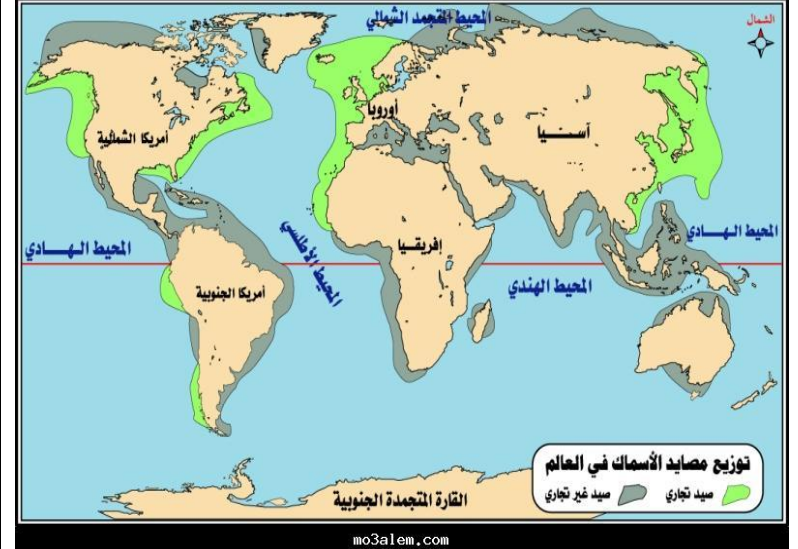 المحيط المتجمد الشمالي
الشمال
أوروبا
آسيا
أمريكا الشمالية
إفريقيا
المحيط الهادي
المحيط الأطلسي
المحيط الهادي
أمريكا الجنوبية
المحيط الهندي
توزيع مصايد الأسماك في العالم
صيد تجاري
صيد غير تجاري
القارة المتجمدة الجنوبية
mo3alem.com